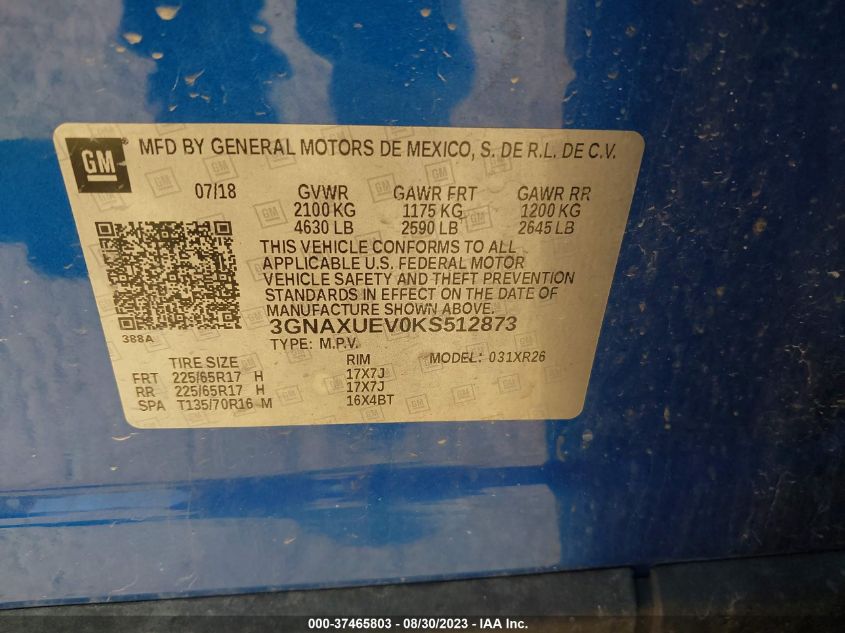 GM
MFD BY GENERAL MOTORS DE MEXICO, S. DE R.L. DE C.V.
07/18 GVWR GAWR FRT GAWR RR
2100 KG 1175 KG 1200 KG
4630 LB 2590 LB 2645 LB
THIS VEHICLE CONFORMS TO ALL
APPLICABLE U.S. FEDERAL MOTOR
VEHICLE SAFETY AND THEFT PREVENTION
STANDARDS IN EFFECT ON THE DATE OF
MANUFACTURE SHOWN ABOVE.
388A
3GNAXUEV0KS512873
TYPE: M.P.V. MODEL: 031XR26
TIRE SIZE RIM
FRT 225/65R17 H 17X7J
RR 225/65R17 H 17X7J
SPA T135/70R16 M 16X4BT
000-37465803 - 08/30/2023 - IAA Inc.